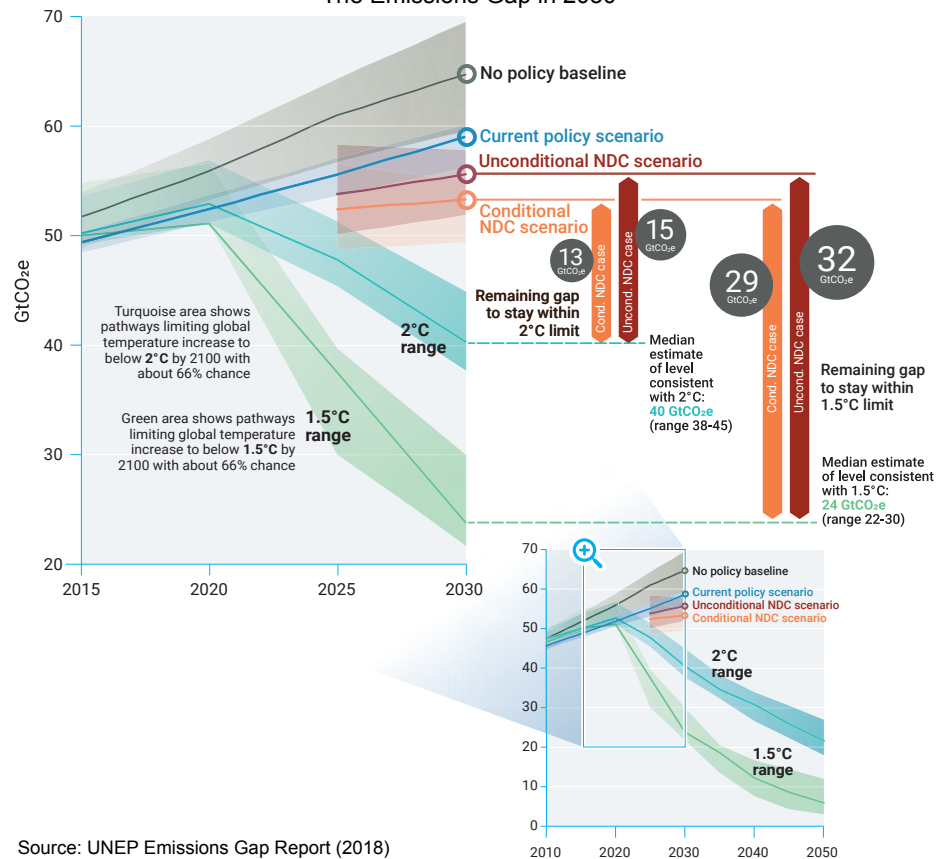 The Emissions Gap in 2030
70
60
50
40
30
20
GtCO₂e
2015
2020
2025
2030
No policy baseline
Current policy scenario
Unconditional NDC scenario
Conditional
NDC scenario
Turquoise area shows
pathways limiting global
temperature increase to
below 2°C by 2100 with
about 66% chance
Green area shows pathways
limiting global temperature
increase to below 1.5°C by
2100 with about 66% chance
2°C
range
1.5°C
range
13
GtCO₂e
15
GtCO₂e
Cond. NDC case
Uncond. NDC case
Remaining gap
to stay within
2°C limit
Median
estimate
of level
consistent
with 2°C:
40 GtCO₂e
(range 38-45)
29
GtCO₂e
32
GtCO₂e
Cond. NDC case
Uncond. NDC case
Remaining gap
to stay within
1.5°C limit
Median estimate
of level consistent
with 1.5°C:
24 GtCO₂e
(range 22-30)
70
60
50
40
30
20
10
0
2010
2020
2030
2040
2050
No policy baseline
Current policy scenario
Unconditional NDC scenario
Conditional NDC scenario
2°C
range
1.5°C
range
Source: UNEP Emissions Gap Report (2018)